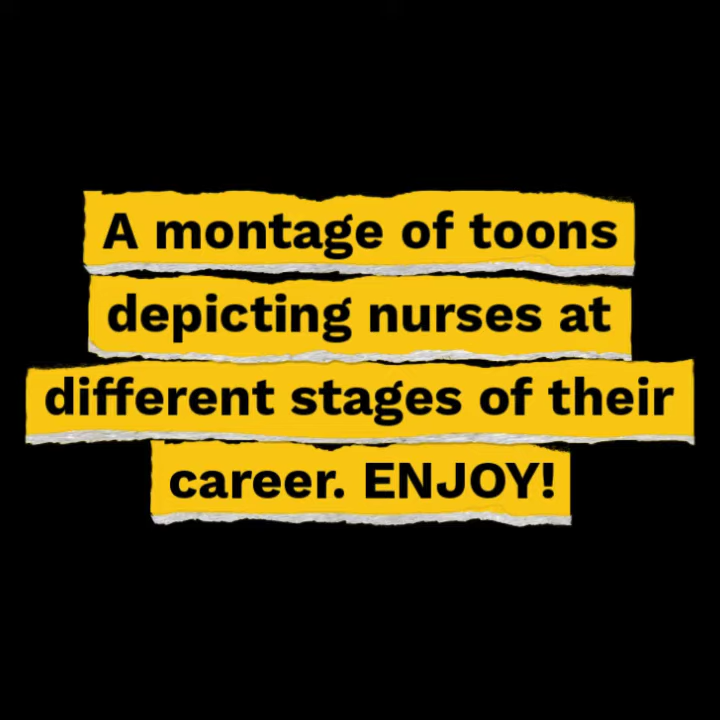 A montage of toons
depicting nurses at
different stages of their
career. ENJOY!